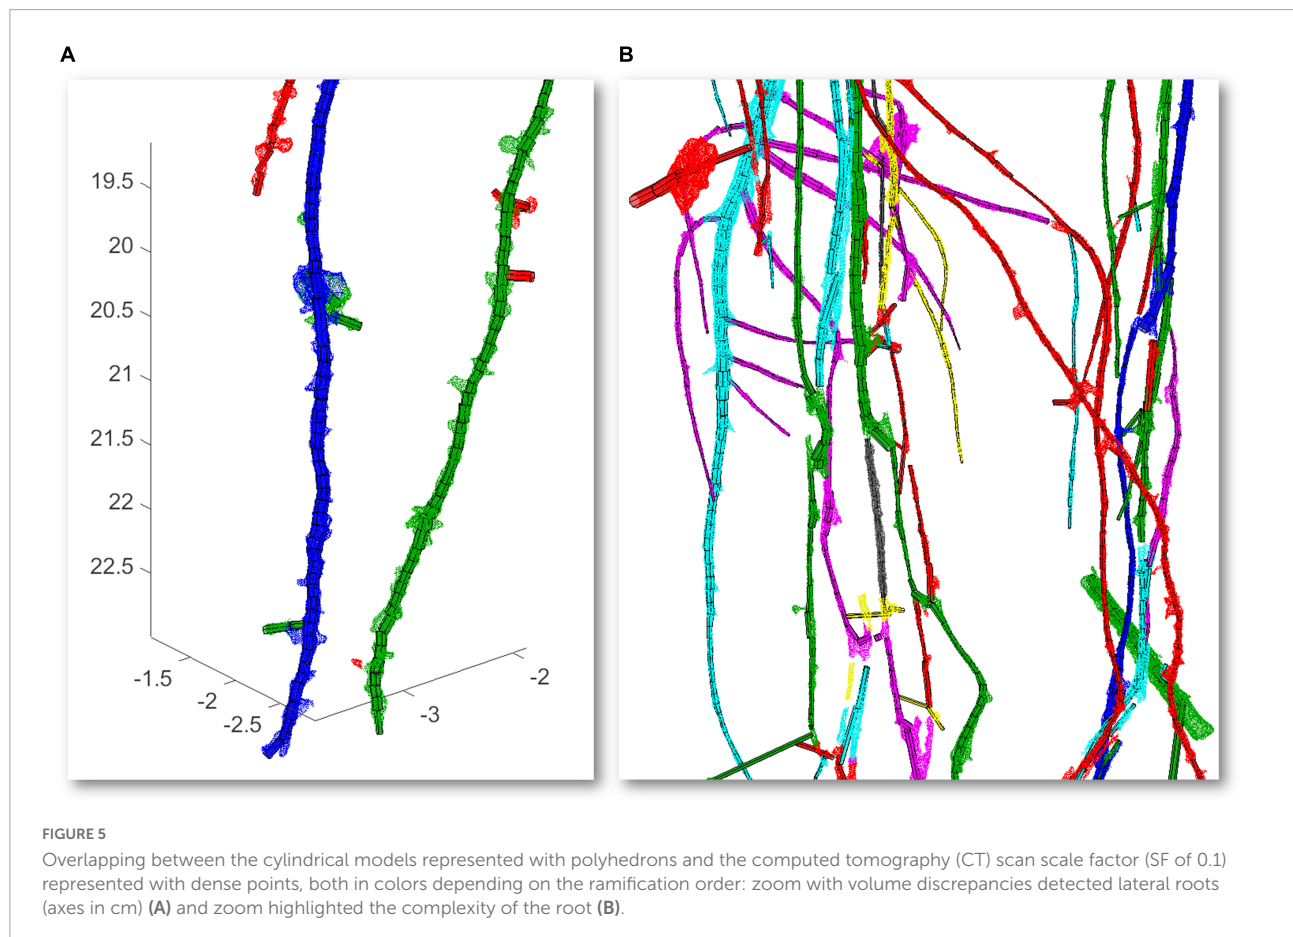 A
B
19.5
20
20.5
21
21.5
22
22.5
-1.5
-2
-2.5
-3
-2
FIGURE 5
Overlapping between the cylindrical models represented with polyhedrons and the computed tomography (CT) scan scale factor (SF of 0.1)
represented with dense points, both in colors depending on the ramification order: zoom with volume discrepancies detected lateral roots
(axes in cm) (A) and zoom highlighted the complexity of the root (B).